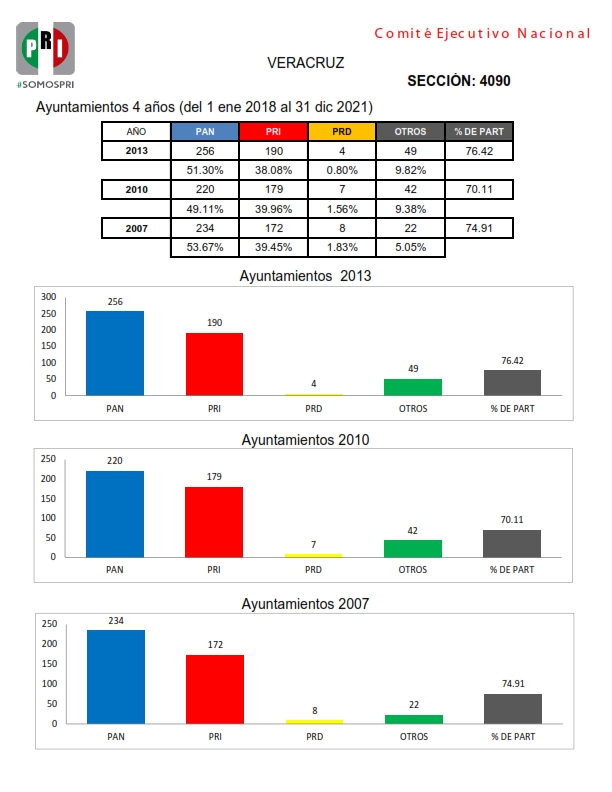 PRI
#SOMOSPRI
Comité Ejecutivo Nacional
VERACRUZ
SECCIÓN: 4090
Ayuntamientos 4 años (del 1 ene 2018 al 31 dic 2021)
AÑO PAN PRI PRD OTROS % DE PART
2013 256 190 4 49 76.42
51.30% 38.08% 0.80% 9.82%
2010 220 179 7 42 70.11
49.11% 39.96% 1.56% 9.38%
2007 234 172 8 22 74.91
53.67% 39.45% 1.83% 5.05%
Ayuntamientos 2013
300
250
200
150
100
50
0
256 190 4 49 76.42
PAN PRI PRD OTROS % DE PART
Ayuntamientos 2010
250
200
150
100
50
0
220 179 7 42 70.11
PAN PRI PRD OTROS % DE PART
Ayuntamientos 2007
250
200
150
100
50
0
234 172 8 22 74.91
PAN PRI PRD OTROS % DE PART